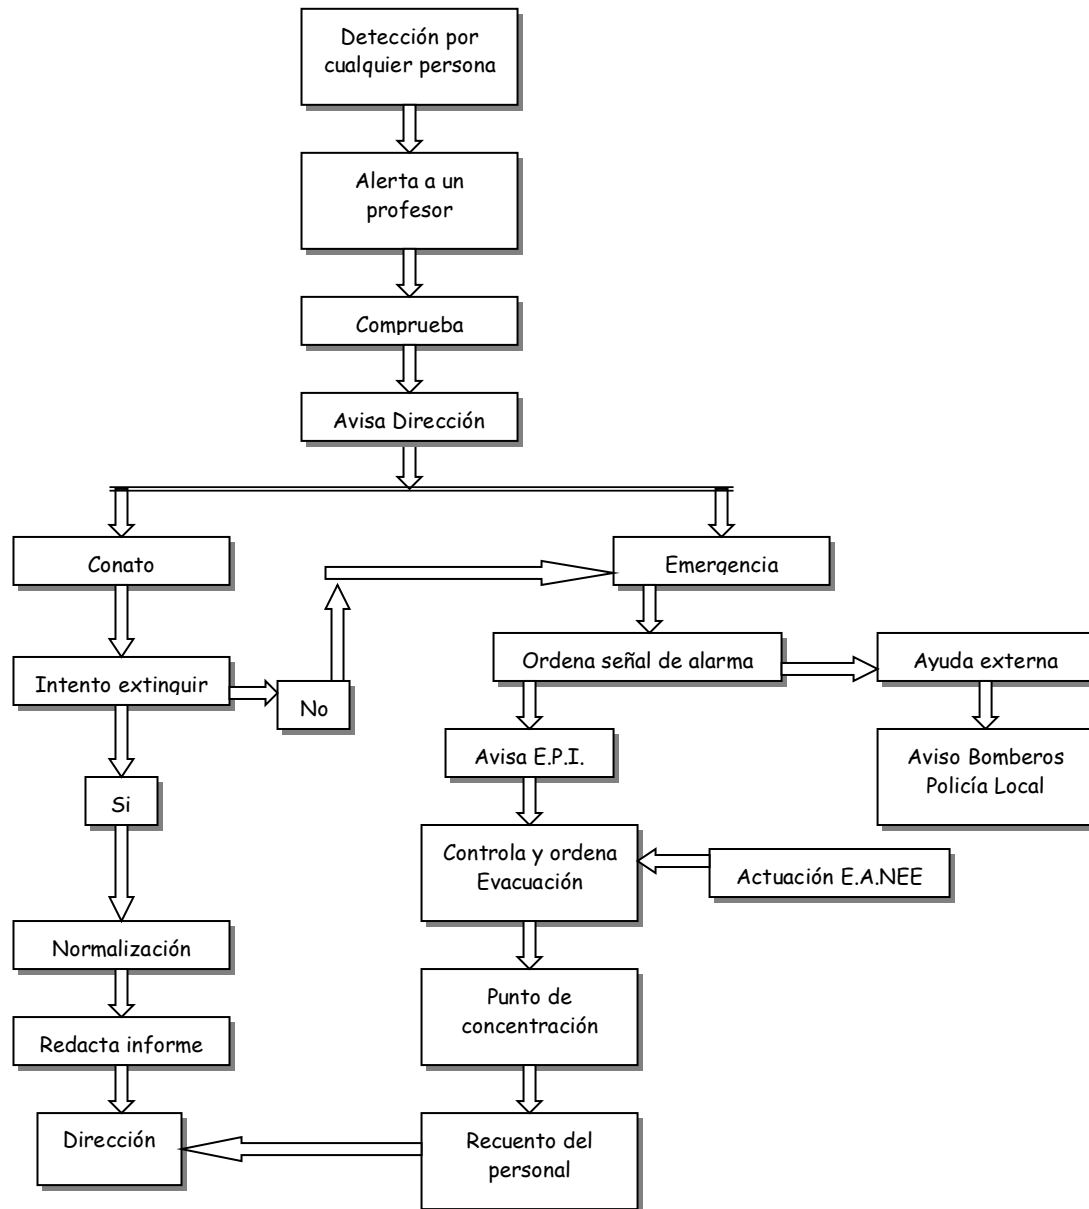 Detección por
cualquier persona
Alerta a un
profesor
Comprueba
Avisa Dirección
Conato
Emergencia
Ordena señal de alarma
Ayuda externa
Intento extinguir
No
Avisa E.P.I.
Aviso Bomberos
Policía Local
Si
Controla y ordena
Evacuación
Actuación E.A.NEE
Normalización
Punto de
concentración
Redacta informe
Dirección
Recuento del
personal